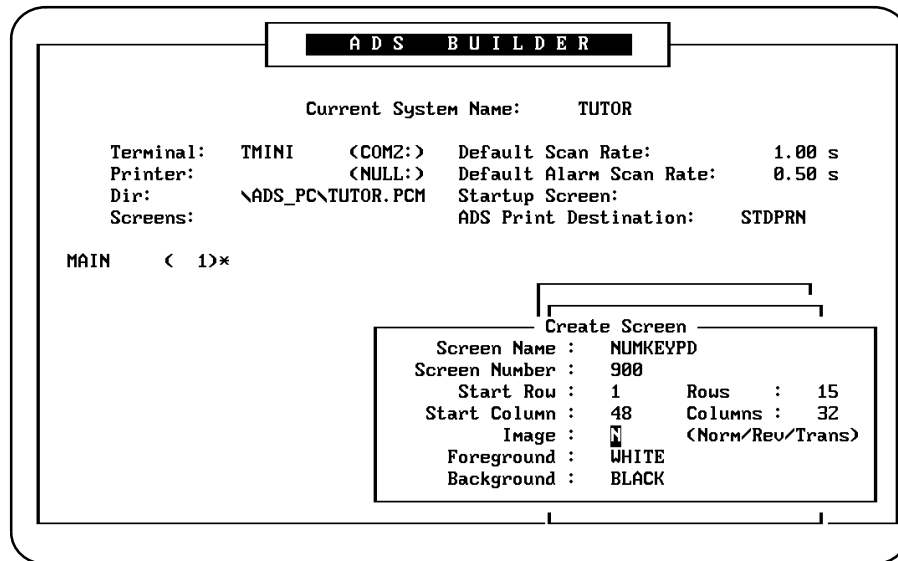 ADS BUILDER
Current System Name: TUTOR
Terminal: TMINI (COM2:) Default Scan Rate: 1.00 s
Printer: (NULL:) Default Alarm Scan Rate: 0.50 s
Dir: \ADS_PC\TUTOR.PCM Startup Screen:
Screens: ADS Print Destination: STDPRN
MAIN ( 1)*
Create Screen
Screen Name : NUMKEYPD
Screen Number : 900
Start Row : 1 Rows : 15
Start Column : 48 Columns : 32
Image : N (Norm/Rev/Trans)
Foreground : WHITE
Background : BLACK